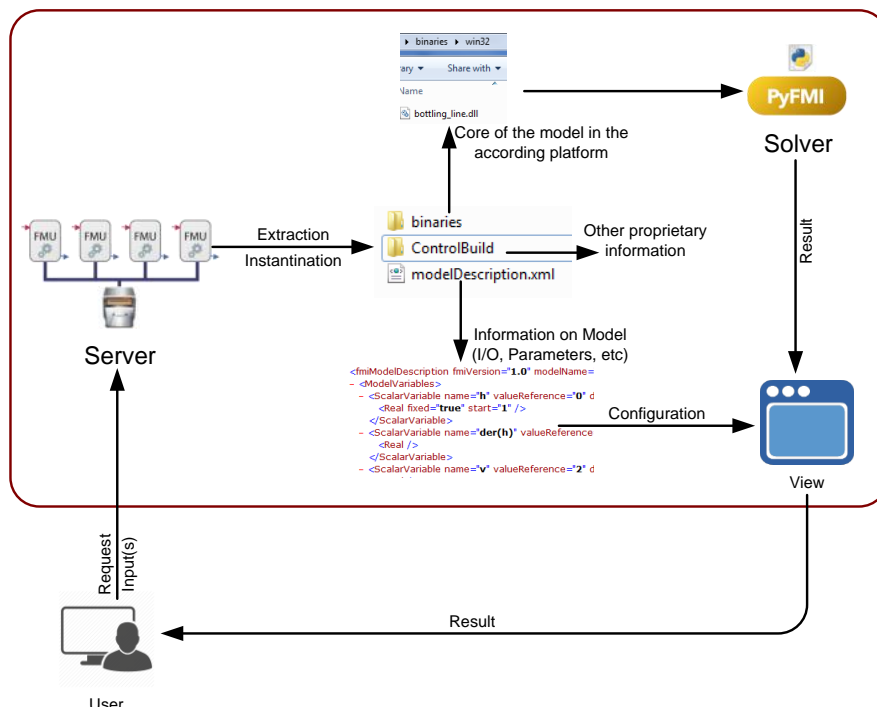 binaries ▸ win32
ary Share with
Name
bottling_line.dll
PyFMI
Solver
Core of the model in the
according platform
FMU FMU FMU FMU
Extraction
Instantination
binaries
ControlBuild
modelDescription.xml
Other proprietary
information
Result
Server
Information on Model
(I/O, Parameters, etc)
<fmiModelDescription fmiVersion="1.0" modelName=
– <ModelVariables>
– <ScalarVariable name="h" valueReference="0" d
<Real fixed="true" start="1" />
</ScalarVariable>
– <ScalarVariable name="der(h)" valueReference
<Real />
</ScalarVariable>
– <ScalarVariable name="v" valueReference="2" d
Configuration
View
Request
Input(s)
Result
User